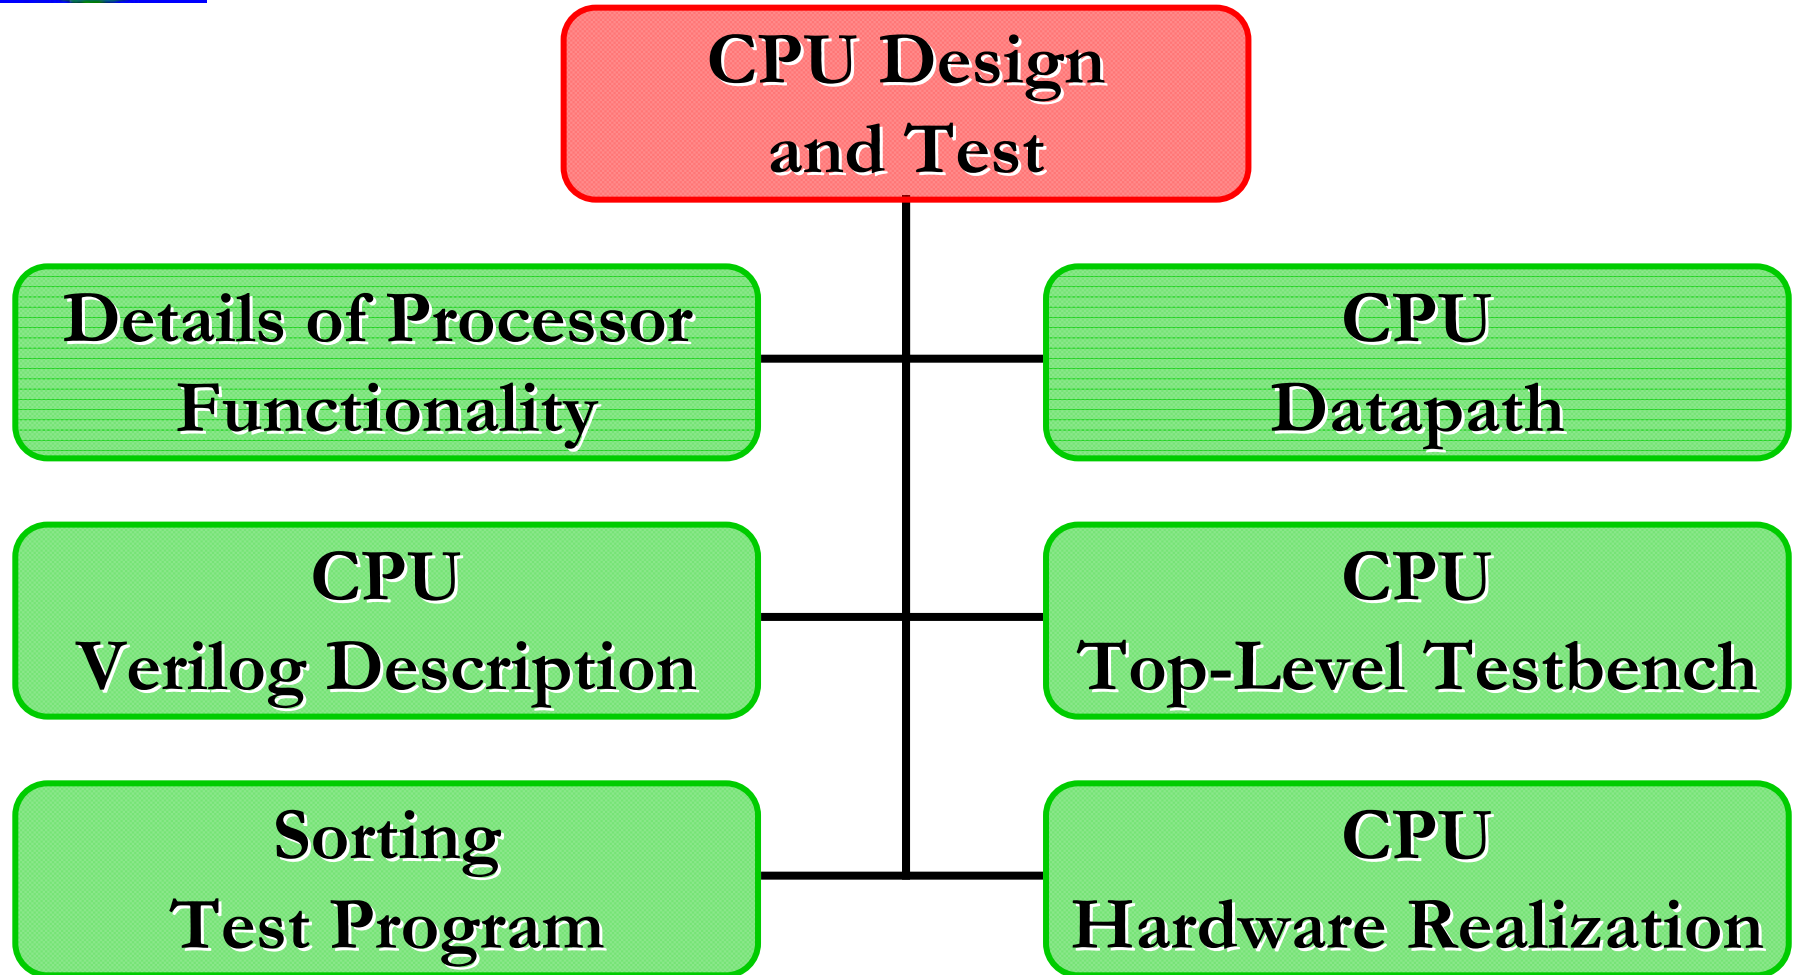 CPU Design
and Test
Details of Processor
Functionality
CPU
Datapath
CPU
Verilog Description
CPU
Top-Level Testbench
Sorting
Test Program
CPU
Hardware Realization